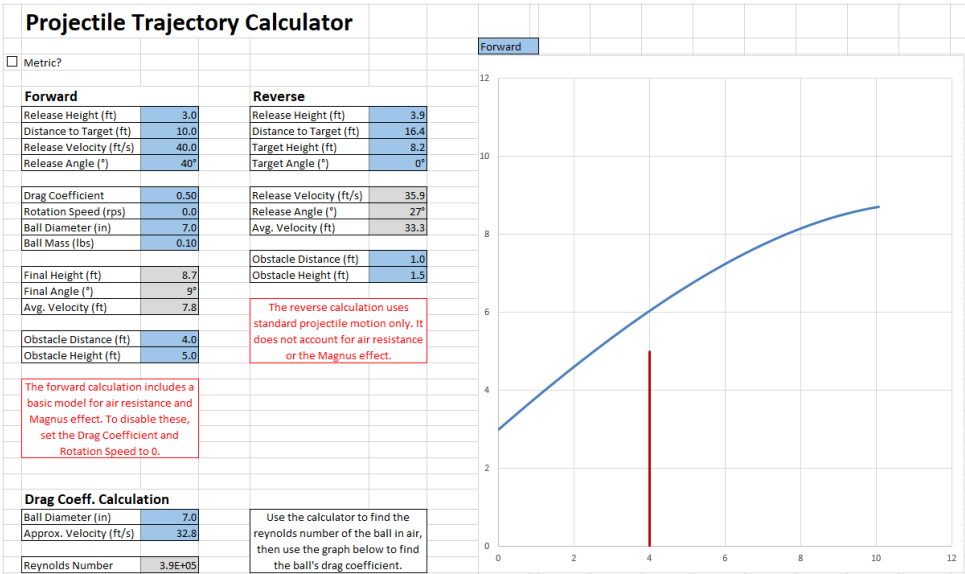 Projectile Trajectory Calculator
Metric?
Forward
Release Height (ft) 3.0
Distance to Target (ft) 10.0
Release Velocity (ft/s) 40.0
Release Angle (°) 40°
Drag Coefficient 0.50
Rotation Speed (rps) 0.0
Ball Diameter (in) 7.0
Ball Mass (lbs) 0.10
Final Height (ft) 8.7
Final Angle (°) 9°
Avg. Velocity (ft) 7.8
Obstacle Distance (ft) 4.0
Obstacle Height (ft) 5.0
The forward calculation includes a
basic model for air resistance and
Magnus effect. To disable these,
set the Drag Coefficient and
Rotation Speed to 0.
Drag Coeff. Calculation
Ball Diameter (in) 7.0
Approx. Velocity (ft/s) 32.8
Reynolds Number 3.9E+05
Reverse
Release Height (ft) 3.9
Distance to Target (ft) 16.4
Target Height (ft) 8.2
Target Angle (°) 0°
Release Velocity (ft/s) 35.9
Release Angle (°) 27°
Avg. Velocity (ft) 33.3
Obstacle Distance (ft) 1.0
Obstacle Height (ft) 1.5
The reverse calculation uses
standard projectile motion only. It
does not account for air resistance
or the Magnus effect.
Use the calculator to find the
reynolds number of the ball in air,
then use the graph below to find
the ball's drag coefficient.
Forward
12
10
8
6
4
2
0
0 2 4 6 8 10 12